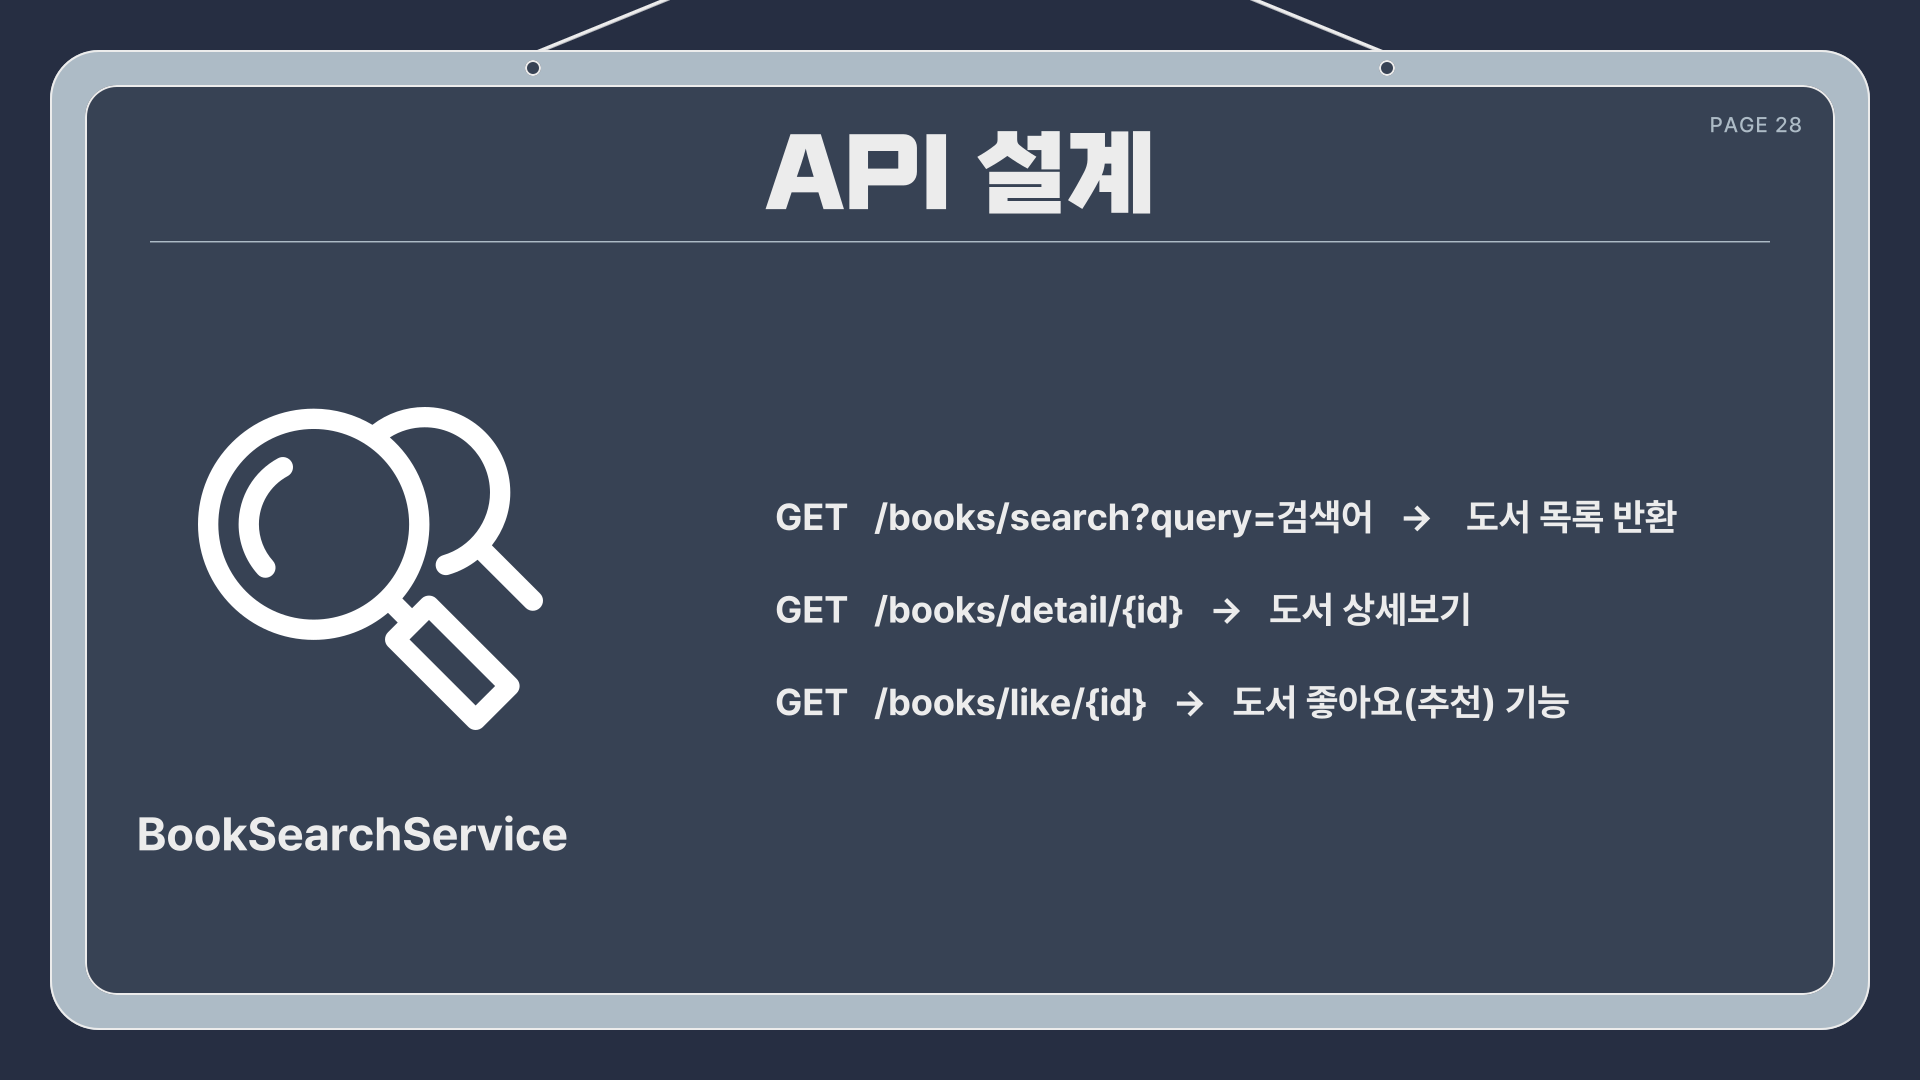 PAGE 28
API 설계
GET /books/search?query=검색어 → 도서 목록 반환
GET /books/detail/{id} → 도서 상세보기
GET /books/like/{id} → 도서 좋아요(추천) 기능
BookSearchService